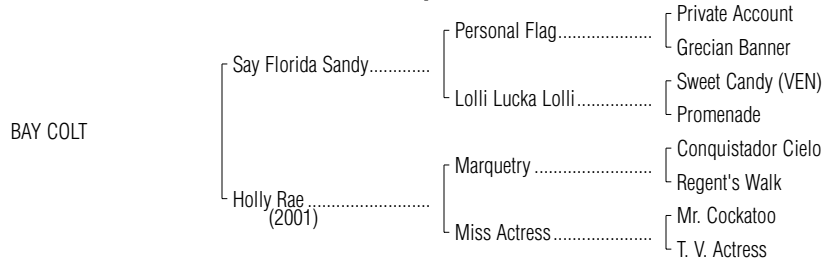 Private Account
Personal Flag....................
Grecian Banner
Say Florida Sandy.............
Sweet Candy (VEN)
Lolli Lucka Lolli................
Promenade
BAY COLT
Conquistador Cielo
Marquetry .........................
Regent's Walk
Holly Rae ..........................
(2001)
Mr. Cockatoo
Miss Actress.....................
T. V. Actress